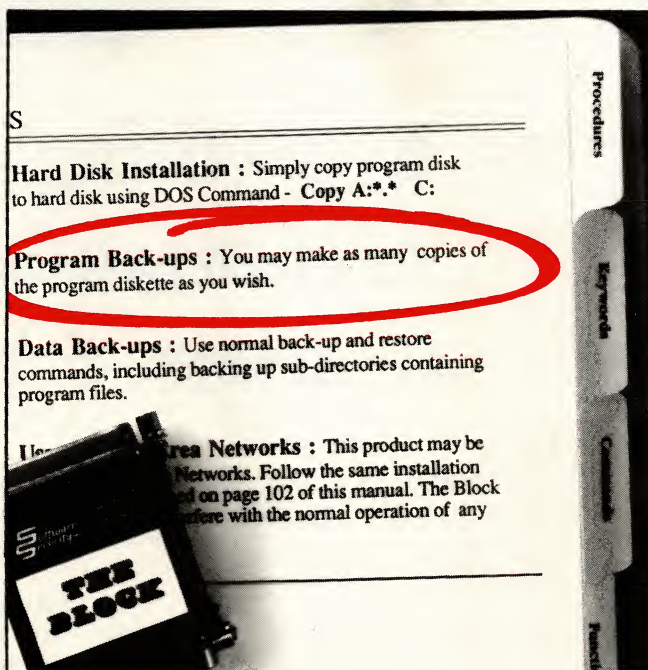 S
Hard Disk Installation : Simply copy program disk
to hard disk using DOS Command - Copy A:*.* C:
Program Back-ups : You may make as many copies of
the program diskette as you wish.
Data Back-ups : Use normal back-up and restore
commands, including backing up sub-directories containing
program files.
Networks : This product may be
Networks. Follow the same installation
on page 102 of this manual. The Block
with the normal operation of any
THE
BLOCK
Procedures
Keywords
Commands